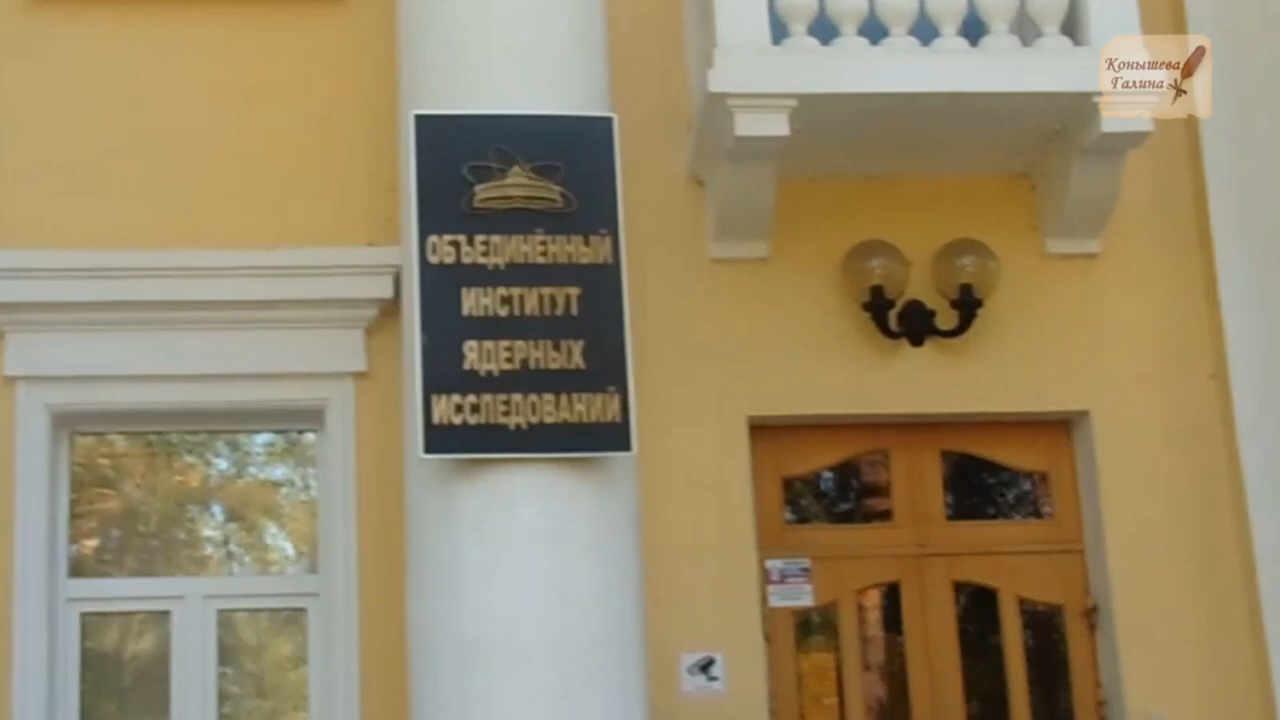 Конышева
Галина
ОБЪЕДИНЁННЫЙ
ИНСТИТУТ
ЯДЕРНЫХ
ИССЛЕДОВАНИЙ